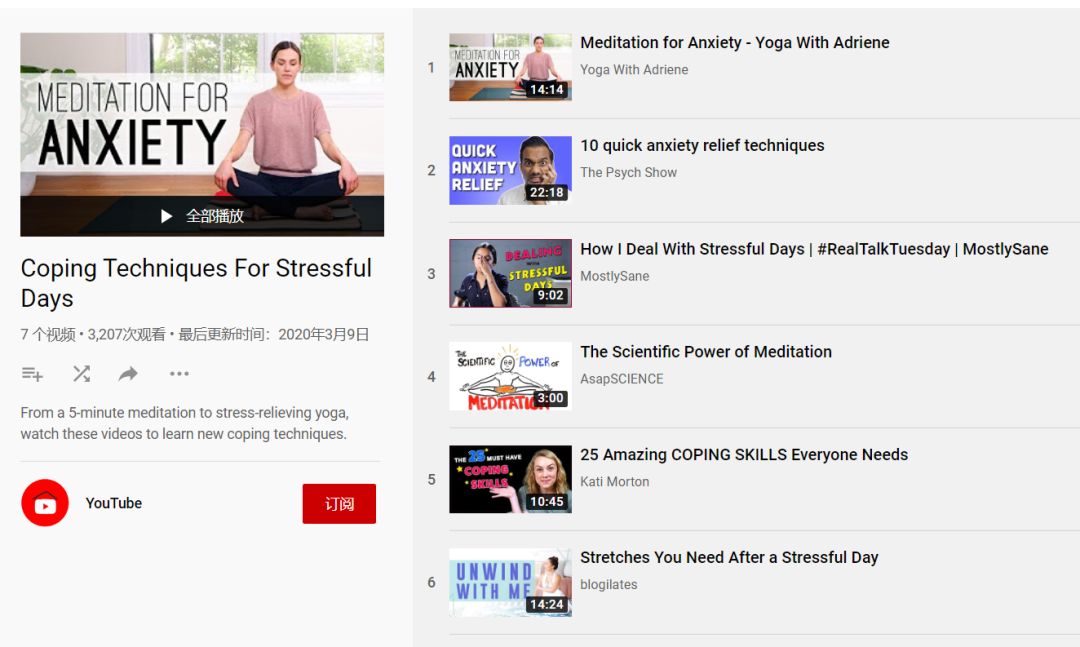 MEDITATION FOR
ANXIETY
全部播放
Coping Techniques For Stressful
Days
7 个视频 • 3,207次观看 • 最后更新时间：2020年3月9日
From a 5-minute meditation to stress-relieving yoga,
watch these videos to learn new coping techniques.
YouTube
订阅
1
MEDITATION FOR
ANXIETY
14:14
Meditation for Anxiety - Yoga With Adriene
Yoga With Adriene
2
QUICK
ANXIETY
RELIEF
22:18
10 quick anxiety relief techniques
The Psych Show
3
DEALING
WITH
STRESSFUL
DAYS
9:02
How I Deal With Stressful Days | #RealTalkTuesday | MostlySane
MostlySane
4
THE
SCIENTIFIC POWER OF
MEDITATION
3:00
The Scientific Power of Meditation
AsapSCIENCE
5
THE 25 MUST HAVE
COPING
SKILLS
10:45
25 Amazing COPING SKILLS Everyone Needs
Kati Morton
6
UNWIND
WITH ME
14:24
Stretches You Need After a Stressful Day
blogilates